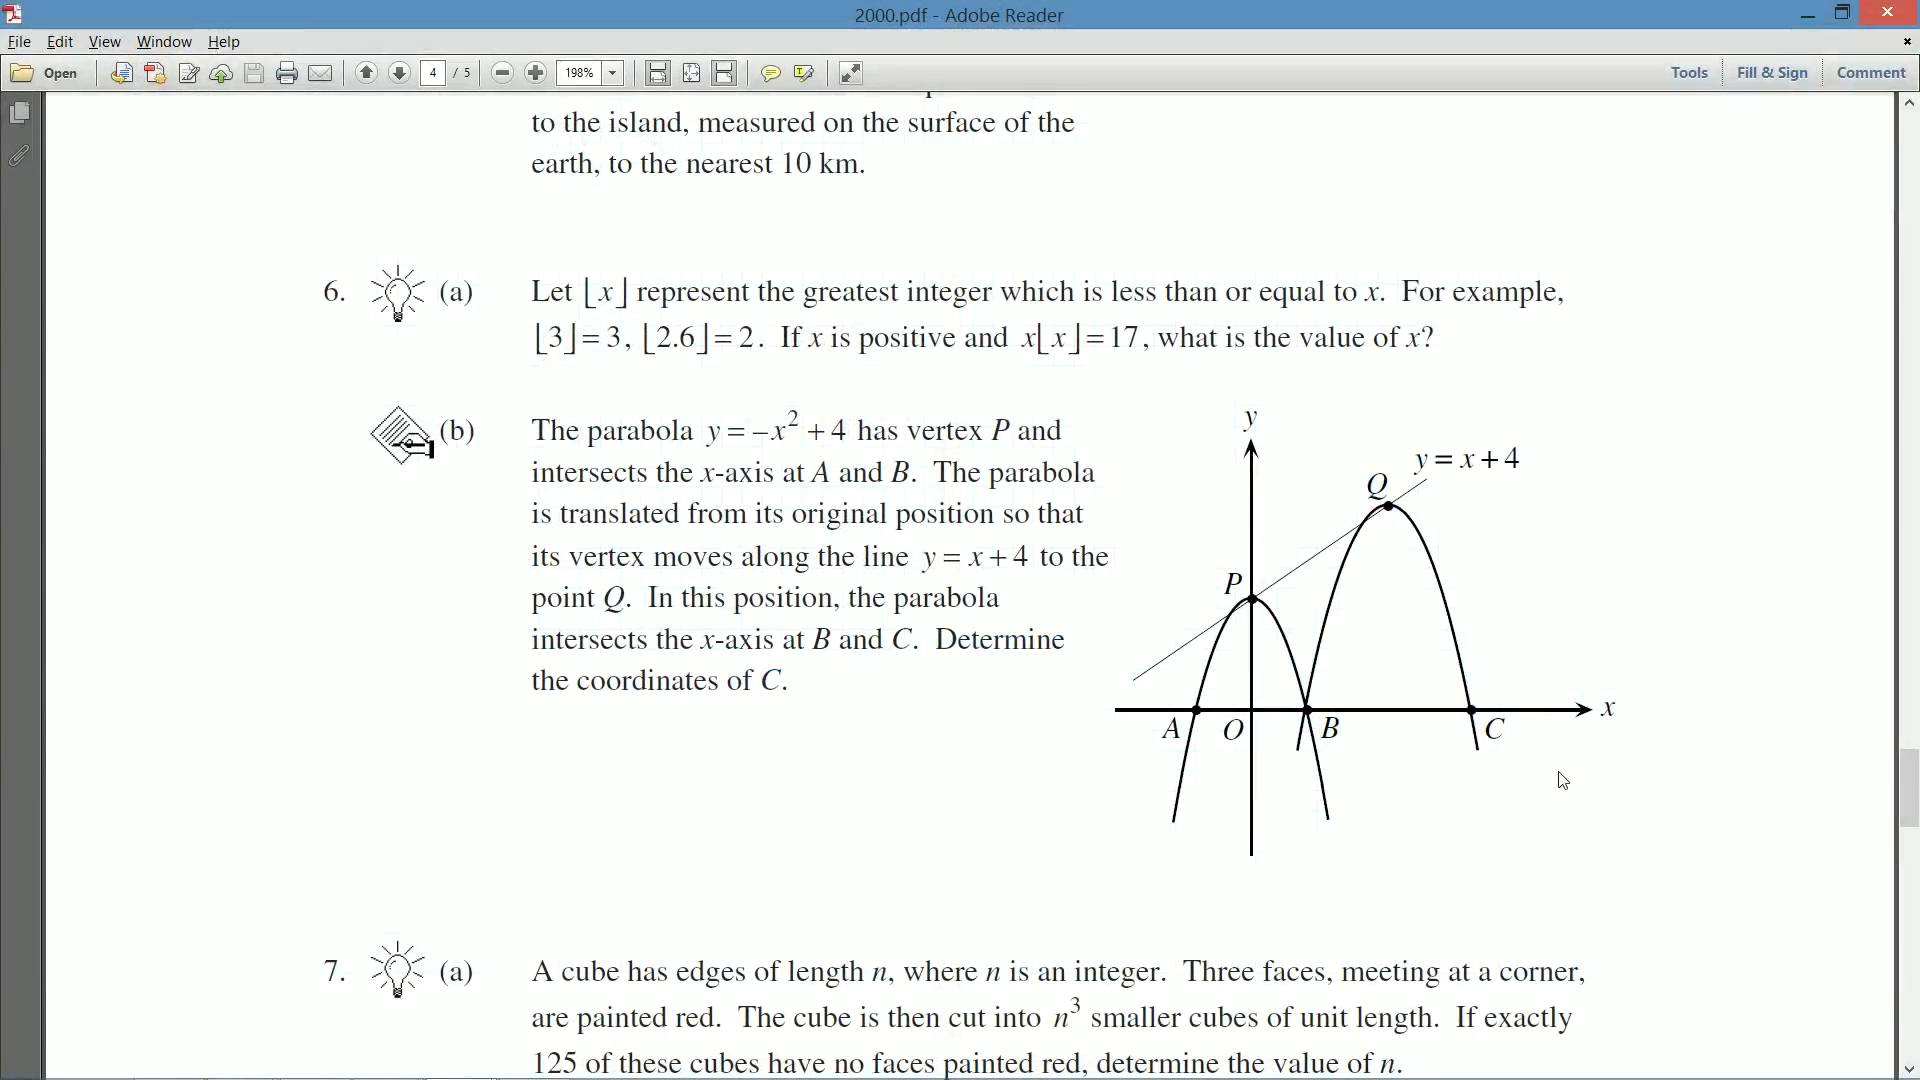 2000.pdf - Adobe Reader
File Edit View Window Help
Open 4 / 5 198% Tools Fill & Sign Comment
to the island, measured on the surface of the
earth, to the nearest 10 km.
6. (a) Let ⌊x⌋ represent the greatest integer which is less than or equal to x. For example,
⌊3⌋ = 3, ⌊2.6⌋ = 2. If x is positive and x⌊x⌋ = 17, what is the value of x?
(b) The parabola y = –x² + 4 has vertex P and
intersects the x-axis at A and B. The parabola
is translated from its original position so that
its vertex moves along the line y = x + 4 to the
point Q. In this position, the parabola
intersects the x-axis at B and C. Determine
the coordinates of C.
y
y = x + 4
Q
P
x
A O B C
7. (a) A cube has edges of length n, where n is an integer. Three faces, meeting at a corner,
are painted red. The cube is then cut into n³ smaller cubes of unit length. If exactly
125 of these cubes have no faces painted red, determine the value of n.